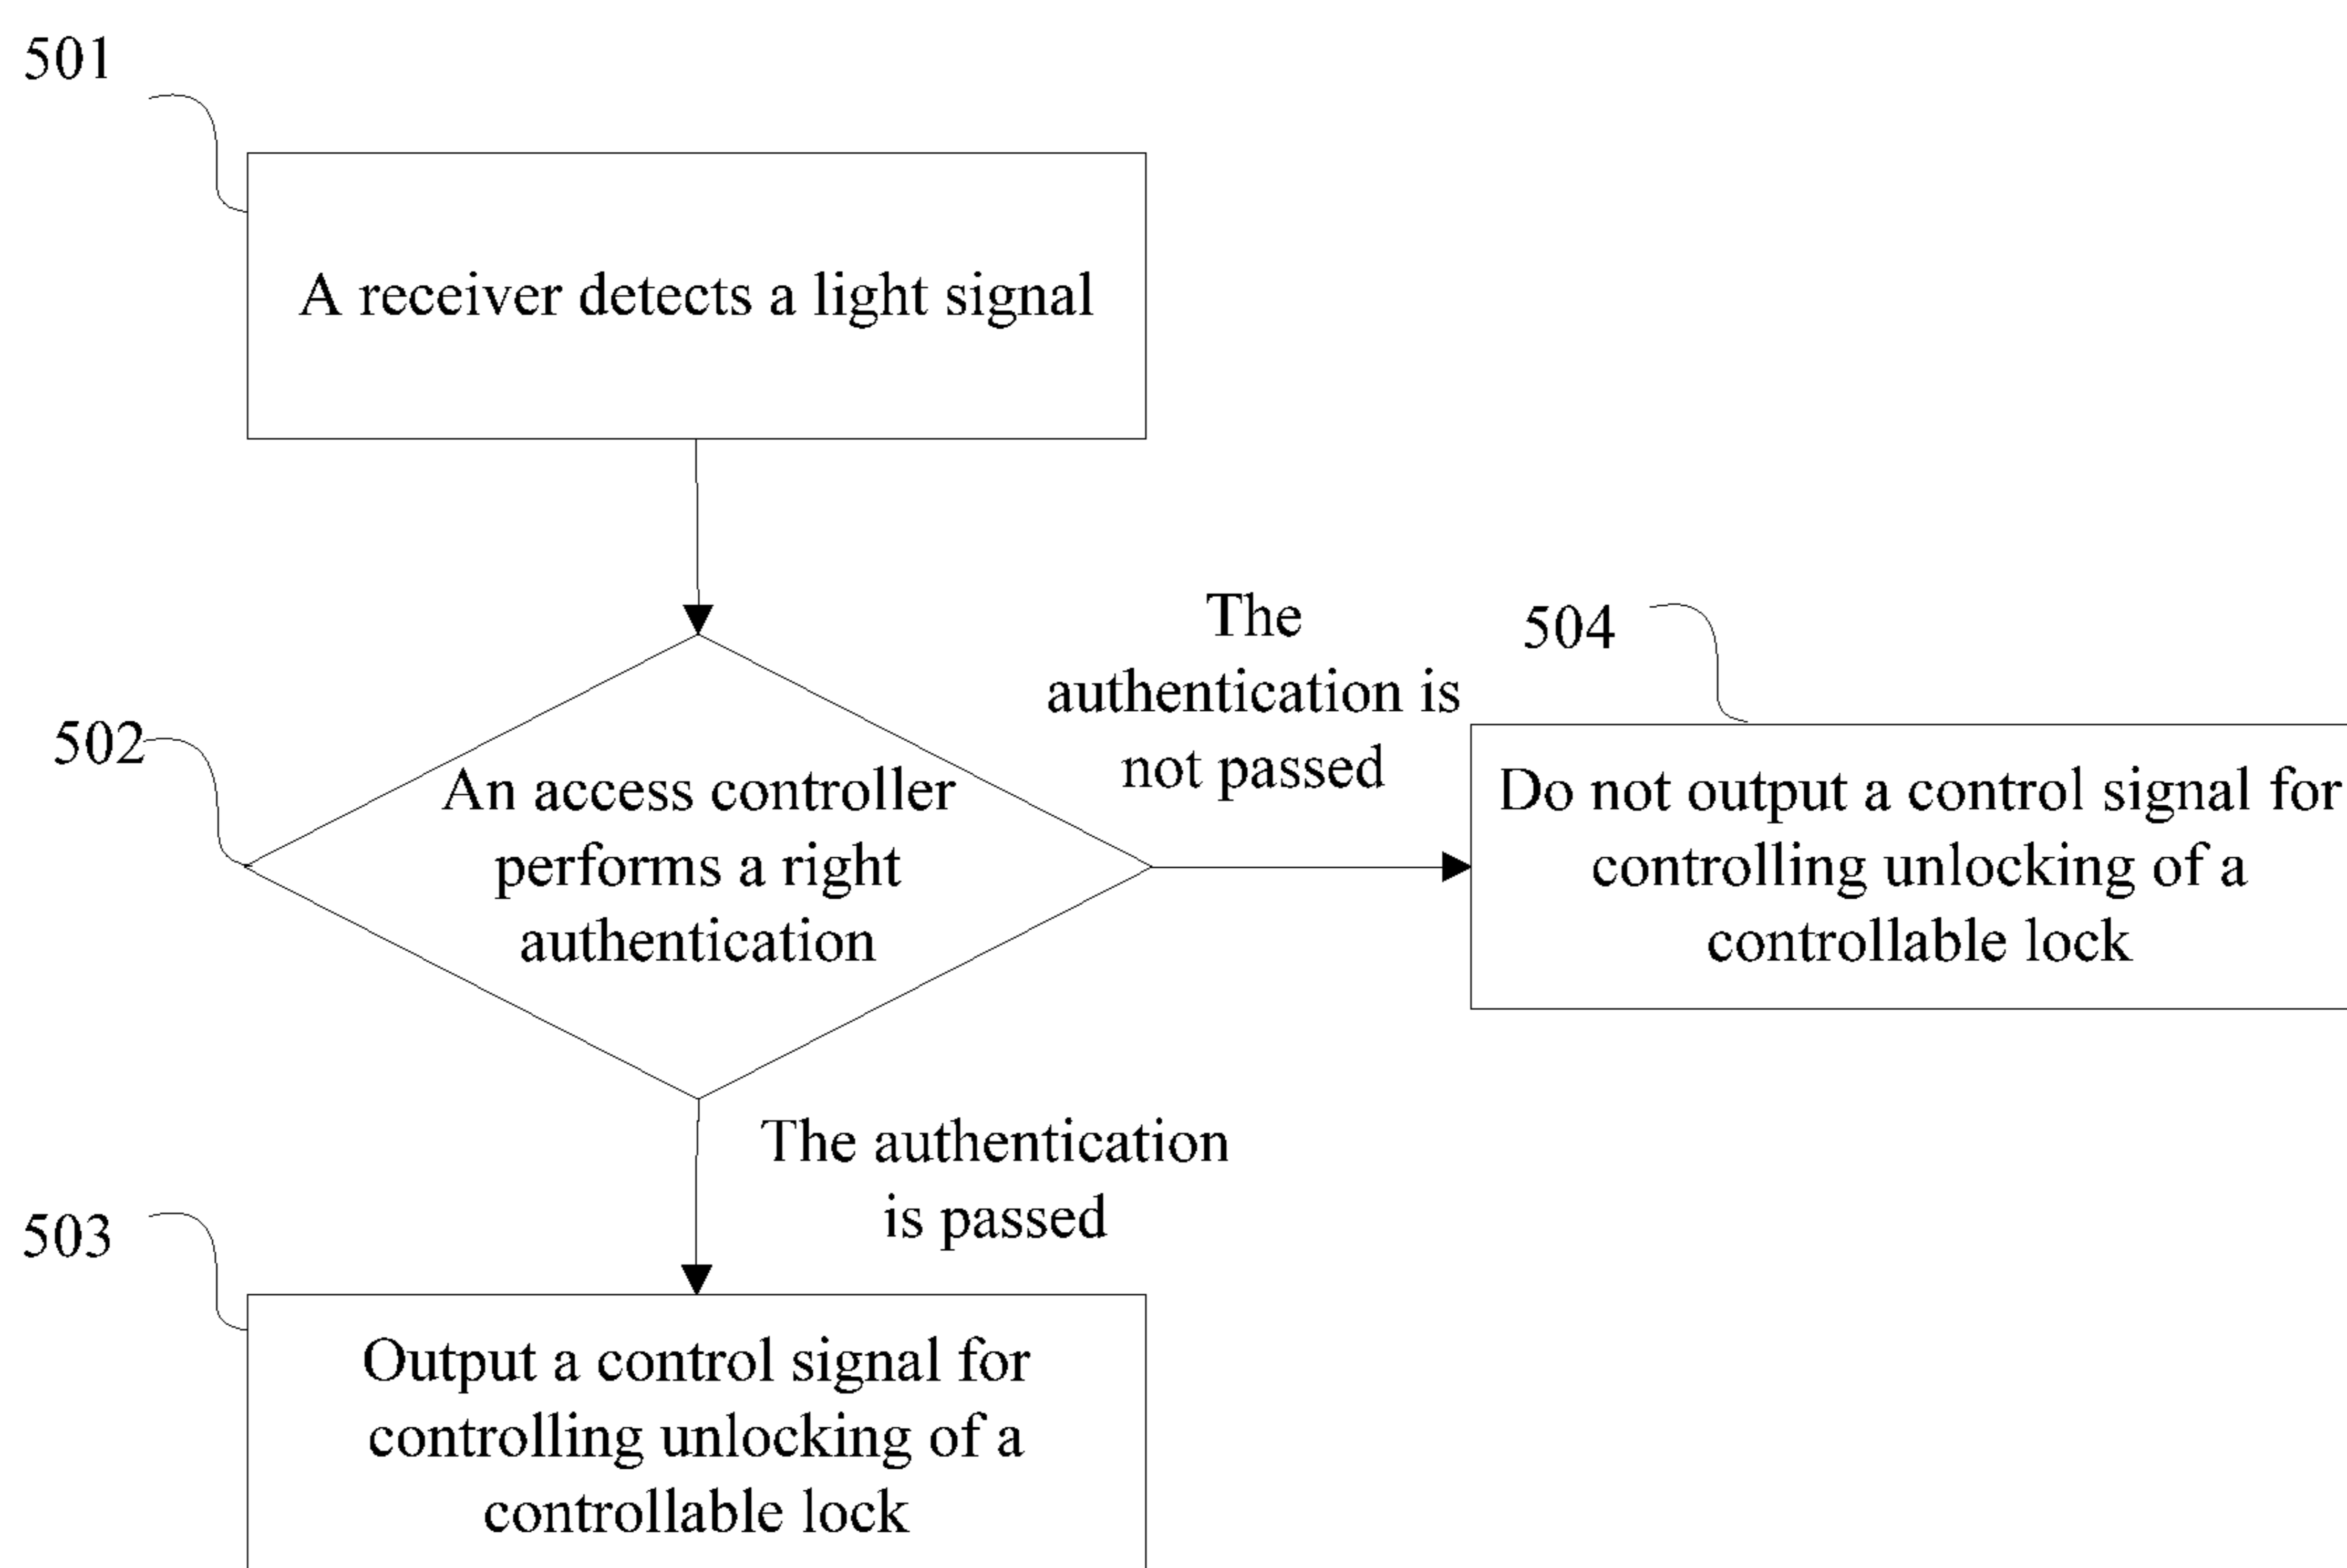 501
A receiver detects a light signal
The
authentication is
not passed
504
502
An access controller
performs a right
authentication
Do not output a control signal for
controlling unlocking of a
controllable lock
The authentication
is passed
503
Output a control signal for
controlling unlocking of a
controllable lock